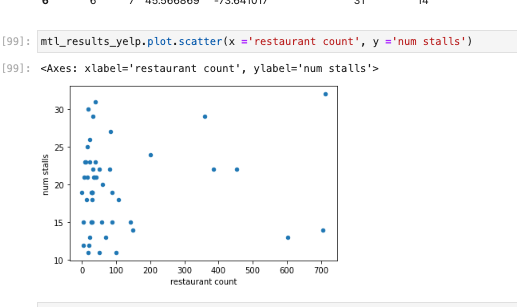 6 6 7 45.566869 -73.641017 31 14
[99]: mtl_results_yelp.plot.scatter(x ='restaurant count', y ='num stalls')
[99]: <Axes: xlabel='restaurant count', ylabel='num stalls'>
30
25
num stalls
20
15
10
0 100 200 300 400 500 600 700
restaurant count